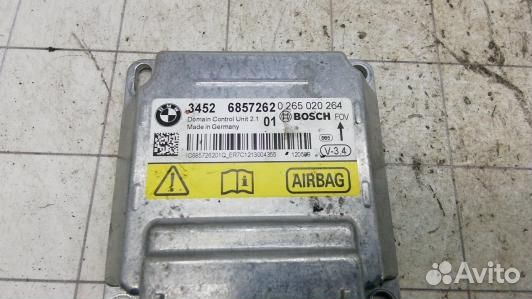 3452 6857262 0 265 020 264
Domain Control Unit 2.1 01 BOSCH FOV
Made in Germany
V-3.4
AIRBAG
Avito